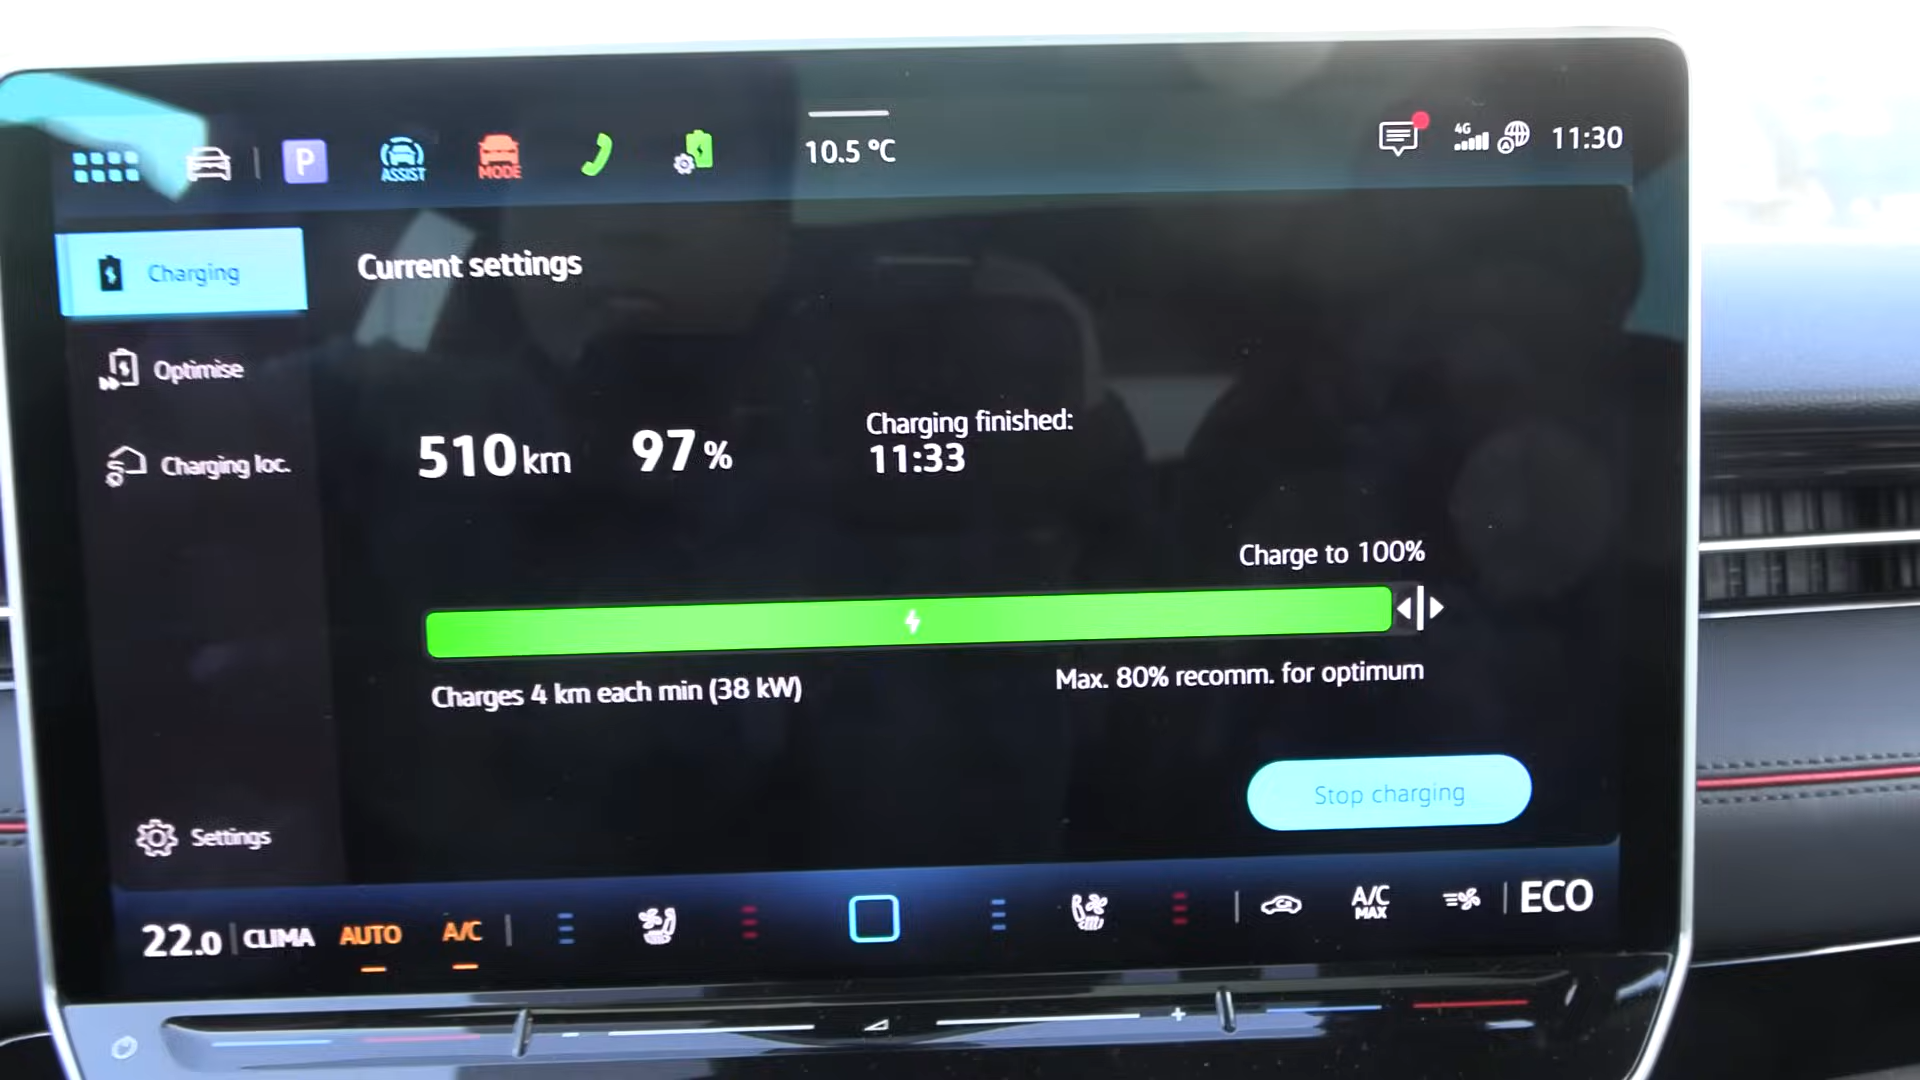 10.5 °C
4G
11:30
P
ASSIST
MODE
Charging
Current settings
Optimise
Charging loc.
510 km
97 %
Charging finished:
11:33
Charge to 100%
Charges 4 km each min (38 kW)
Max. 80% recomm. for optimum
Stop charging
Settings
22.0
CLIMA
AUTO
A/C
A/C
MAX
ECO